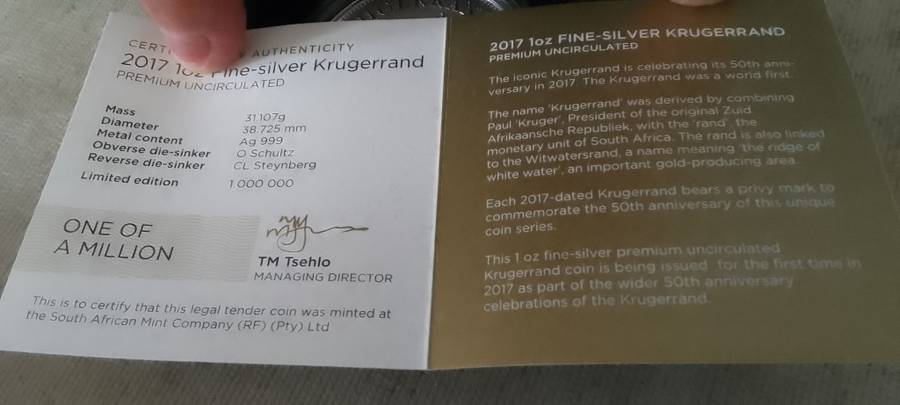 CERTI AUTHENTICITY
2017 1oz Fine-silver Krugerrand
PREMIUM UNCIRCULATED
Mass 31.107g
Diameter 38.725 mm
Metal content Ag 999
Obverse die-sinker O Schultz
Reverse die-sinker CL Steynberg
Limited edition 1 000 000
ONE OF
A MILLION
TM Tsehlo
MANAGING DIRECTOR
This is to certify that this legal tender coin was minted at
the South African Mint Company (RF) (Pty) Ltd
2017 1oz FINE-SILVER KRUGERRAND
PREMIUM UNCIRCULATED
The iconic Krugerrand is celebrating its 50th anni-
versary in 2017. The Krugerrand was a world first.
The name 'Krugerrand' was derived by combining
Paul 'Kruger', President of the original Zuid
Afrikaansche Republiek, with the 'rand', the
monetary unit of South Africa. The rand is also linked
to the Witwatersrand, a name meaning 'the ridge of
white water', an important gold-producing area.
Each 2017-dated Krugerrand bears a privy mark to
commemorate the 50th anniversary of this unique
coin series.
This 1 oz fine-silver premium uncirculated
Krugerrand coin is being issued for the first time in
2017 as part of the wider 50th anniversary
celebrations of the Krugerrand.